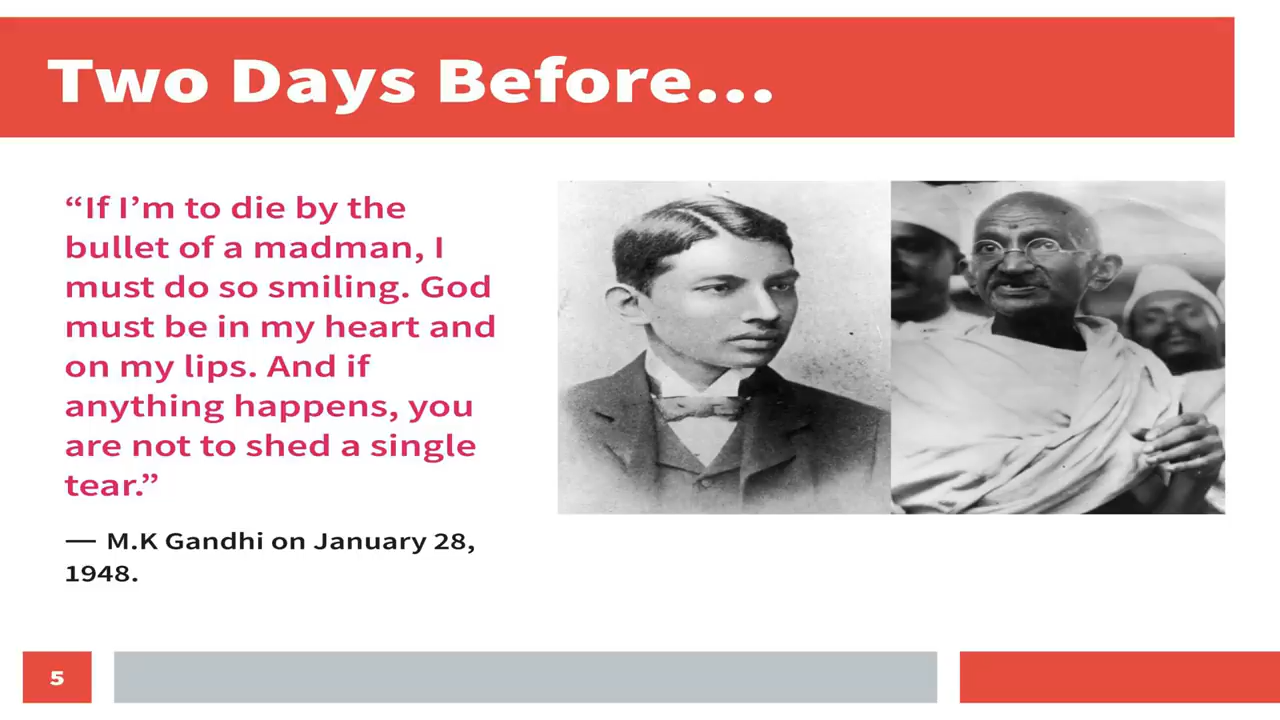 Two Days Before...
“If I’m to die by the
bullet of a madman, I
must do so smiling. God
must be in my heart and
on my lips. And if
anything happens, you
are not to shed a single
tear.”
— M.K Gandhi on January 28,
1948.
5